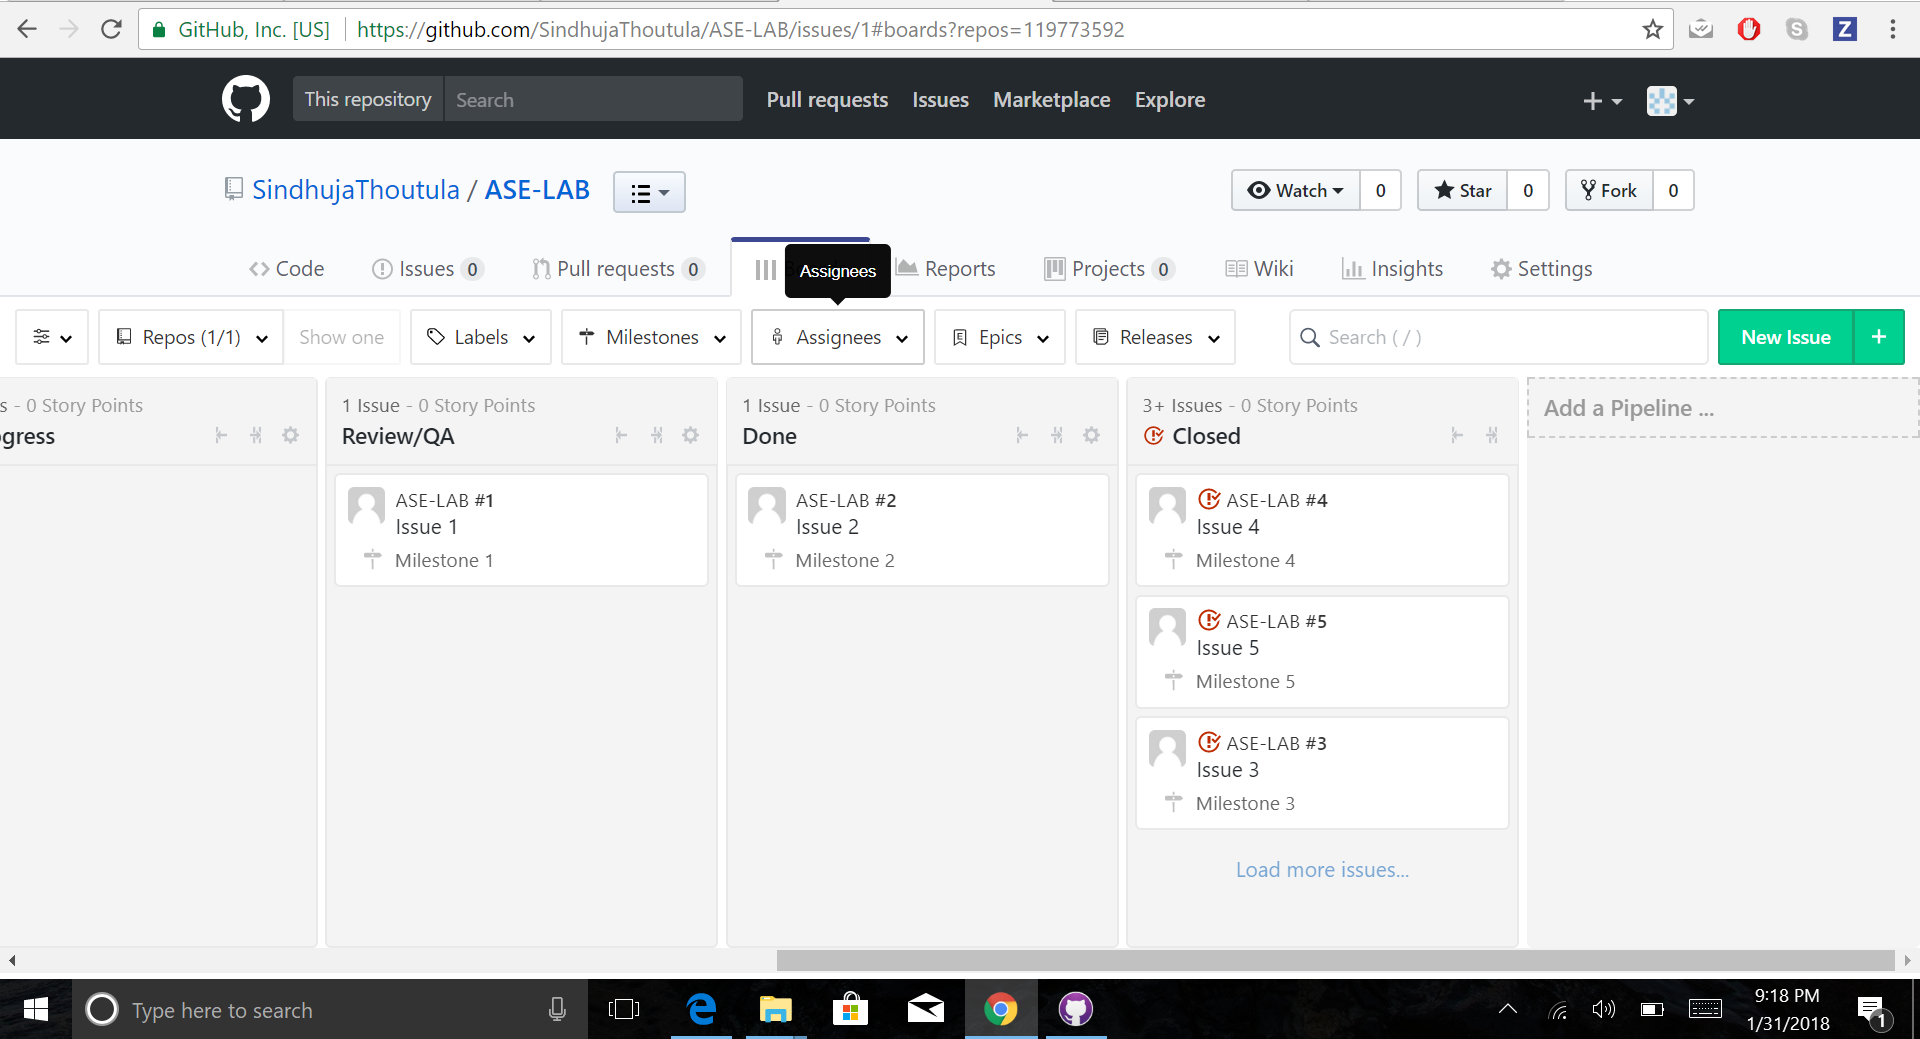 GitHub, Inc. [US] https://github.com/SindhujaThoutula/ASE-LAB/issues/1#boards?repos=119773592
S Z
This repository Search Pull requests Issues Marketplace Explore
SindhujaThoutula / ASE-LAB Watch 0 Star 0 Fork 0
Code Issues 0 Pull requests 0 Reports Projects 0 Wiki Insights Settings
Assignees
Repos (1/1) Show one Labels Milestones Assignees Epics Releases Search ( / ) New Issue +
s - 0 Story Points 1 Issue - 0 Story Points 1 Issue - 0 Story Points 3+ Issues - 0 Story Points Add a Pipeline ...
gress Review/QA Done Closed
ASE-LAB #1
Issue 1
Milestone 1
ASE-LAB #2
Issue 2
Milestone 2
ASE-LAB #4
Issue 4
Milestone 4
ASE-LAB #5
Issue 5
Milestone 5
ASE-LAB #3
Issue 3
Milestone 3
Load more issues...
Type here to search
9:18 PM
1/31/2018
1